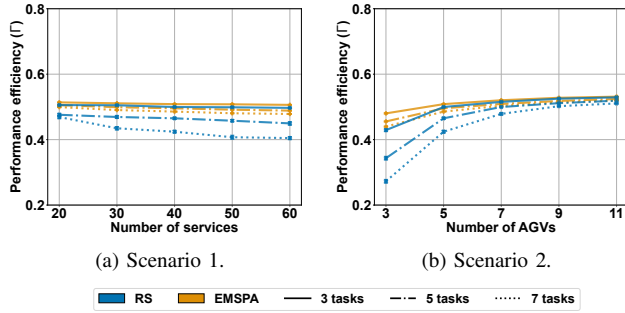 0.8
0.6
0.4
0.2
Performance efficiency (Γ)
20 30 40 50 60
Number of services
(a) Scenario 1.
0.8
0.6
0.4
0.2
Performance efficiency (Γ)
3 5 7 9 11
Number of AGVs
(b) Scenario 2.
RS EMSPA 3 tasks 5 tasks 7 tasks